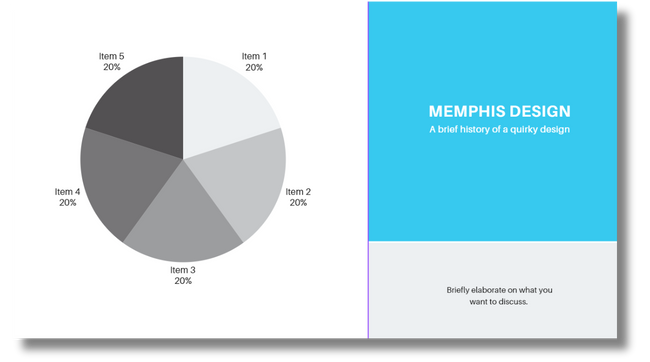 Item 5
20%
Item 1
20%
Item 4
20%
Item 2
20%
Item 3
20%
MEMPHIS DESIGN
A brief history of a quirky design
Briefly elaborate on what you
want to discuss.